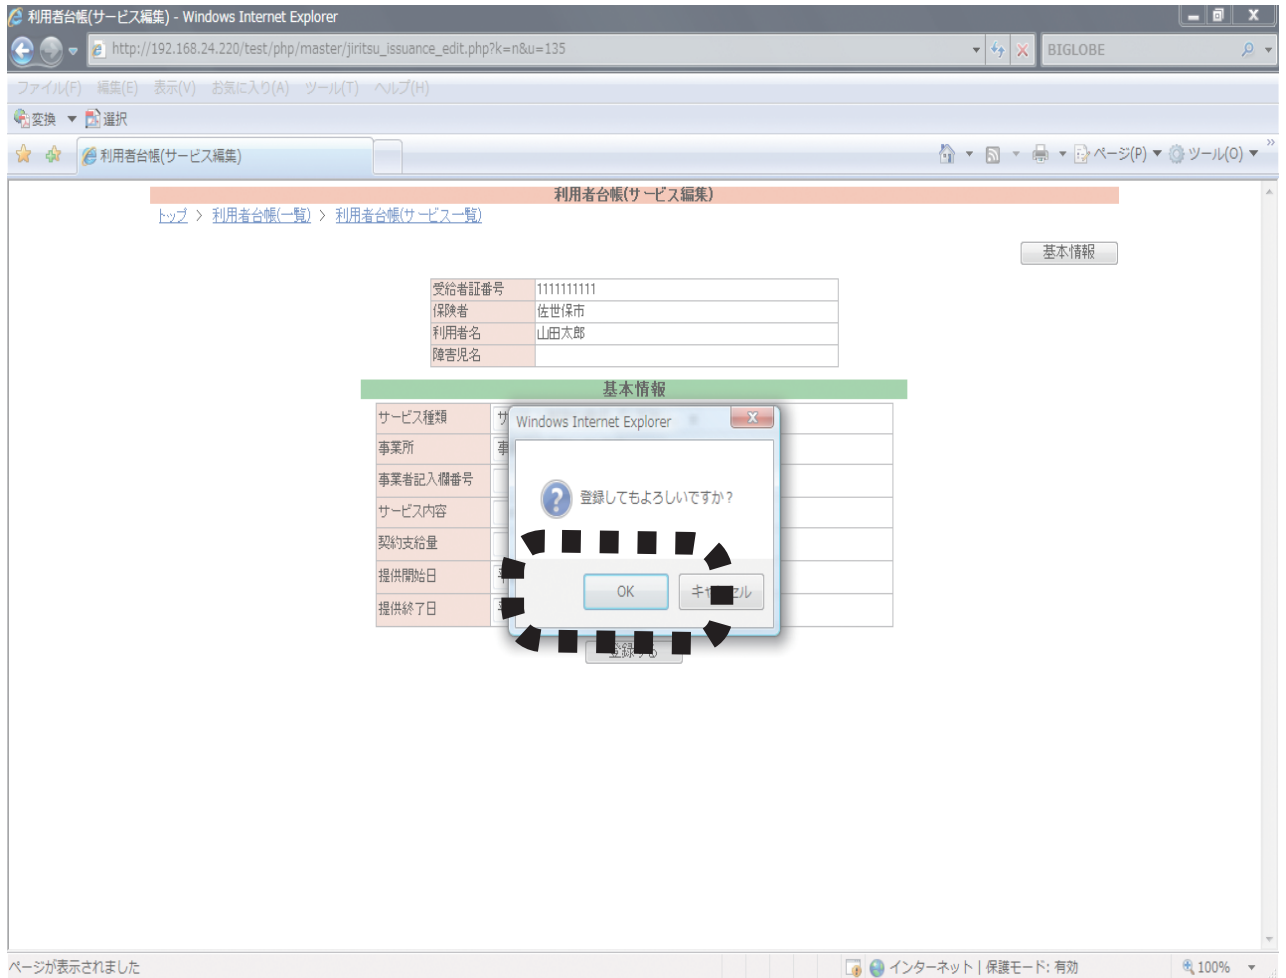 利用者台帳(サービス編集) - Windows Internet Explorer
http://192.168.24.220/test/php/master/jiritsu_issuance_edit.php?k=n&u=135
BIGLOBE
ファイル(F) 編集(E) 表示(V) お気に入り(A) ツール(T) ヘルプ(H)
変換 選択
利用者台帳(サービス編集)
ページ(P) ツール(O)
利用者台帳(サービス編集)
トップ > 利用者台帳(一覧) > 利用者台帳(サービス一覧)
基本情報
受給者証番号 1111111111
保険者 佐世保市
利用者名 山田太郎
障害児名
基本情報
サービス種類 サ
事業所 事
事業者記入欄番号
サービス内容
契約支給量
提供開始日
提供終了日
Windows Internet Explorer
登録してもよろしいですか？
OK キャンセル
登録する
ページが表示されました
インターネット | 保護モード: 有効
100%